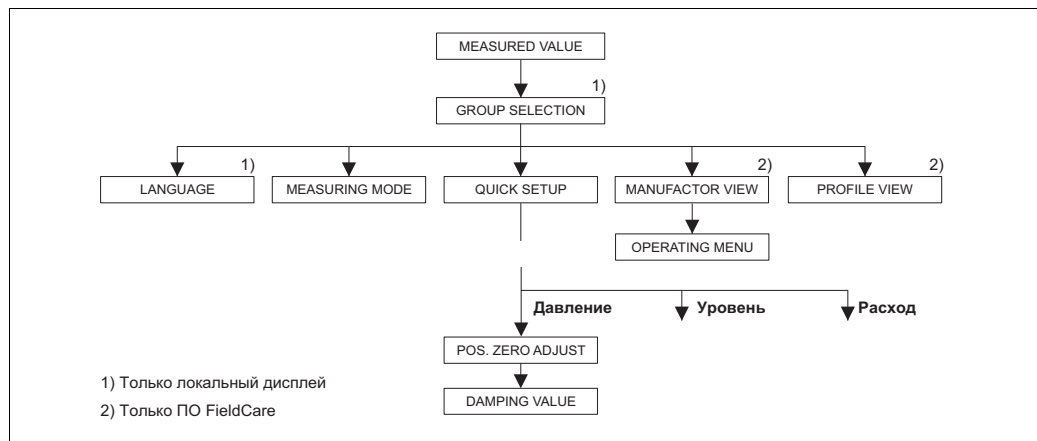 MEASURED VALUE
1)
GROUP SELECTION
1)
2)
2)
LANGUAGE
MEASURING MODE
QUICK SETUP
MANUFACTOR VIEW
PROFILE VIEW
OPERATING MENU
Давление
Уровень
Расход
POS. ZERO ADJUST
DAMPING VALUE
1) Только локальный дисплей
2) Только ПО FieldCare